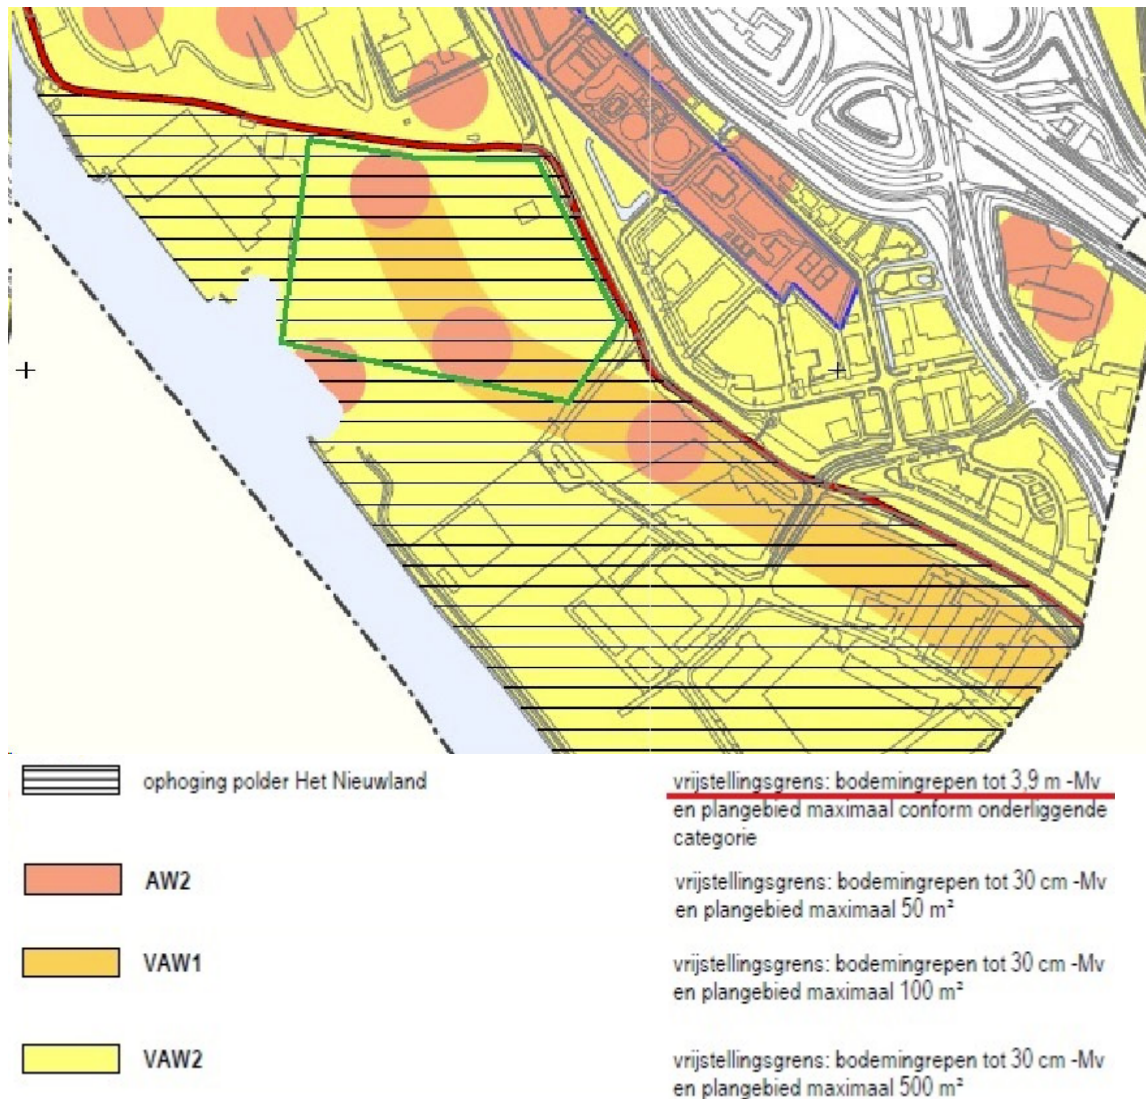 ophoging polder Het Nieuwland
vrijstellingsgrens: bodemingrepen tot 3,9 m -Mv
en plangebied maximaal conform onderliggende
categorie
AW2
vrijstellingsgrens: bodemingrepen tot 30 cm -Mv
en plangebied maximaal 50 m²
VAW1
vrijstellingsgrens: bodemingrepen tot 30 cm -Mv
en plangebied maximaal 100 m²
VAW2
vrijstellingsgrens: bodemingrepen tot 30 cm -Mv
en plangebied maximaal 500 m²